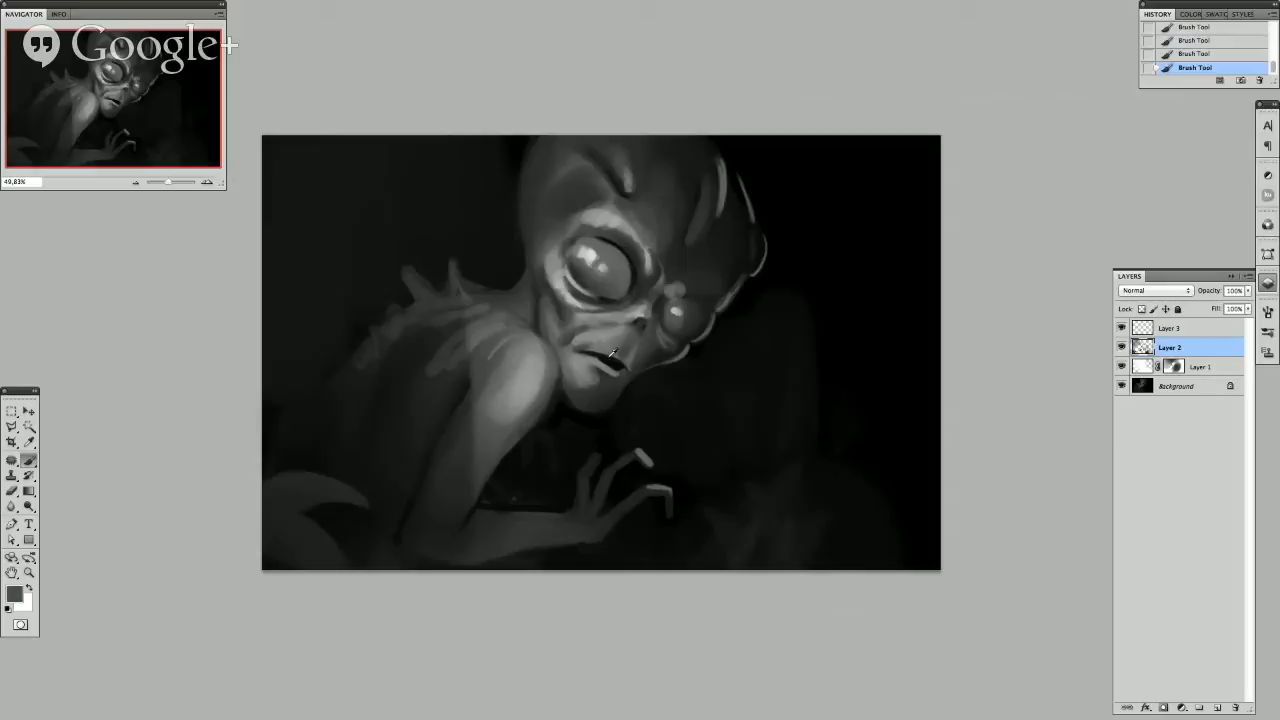 NAVIGATOR INFO
Google+
49,83%
HISTORY COLOR SWATC STYLES
Brush Tool
Brush Tool
Brush Tool
Brush Tool
LAYERS
Normal Opacity: 100%
Lock: Fill: 100%
Layer 3
Layer 2
Layer 1
Background